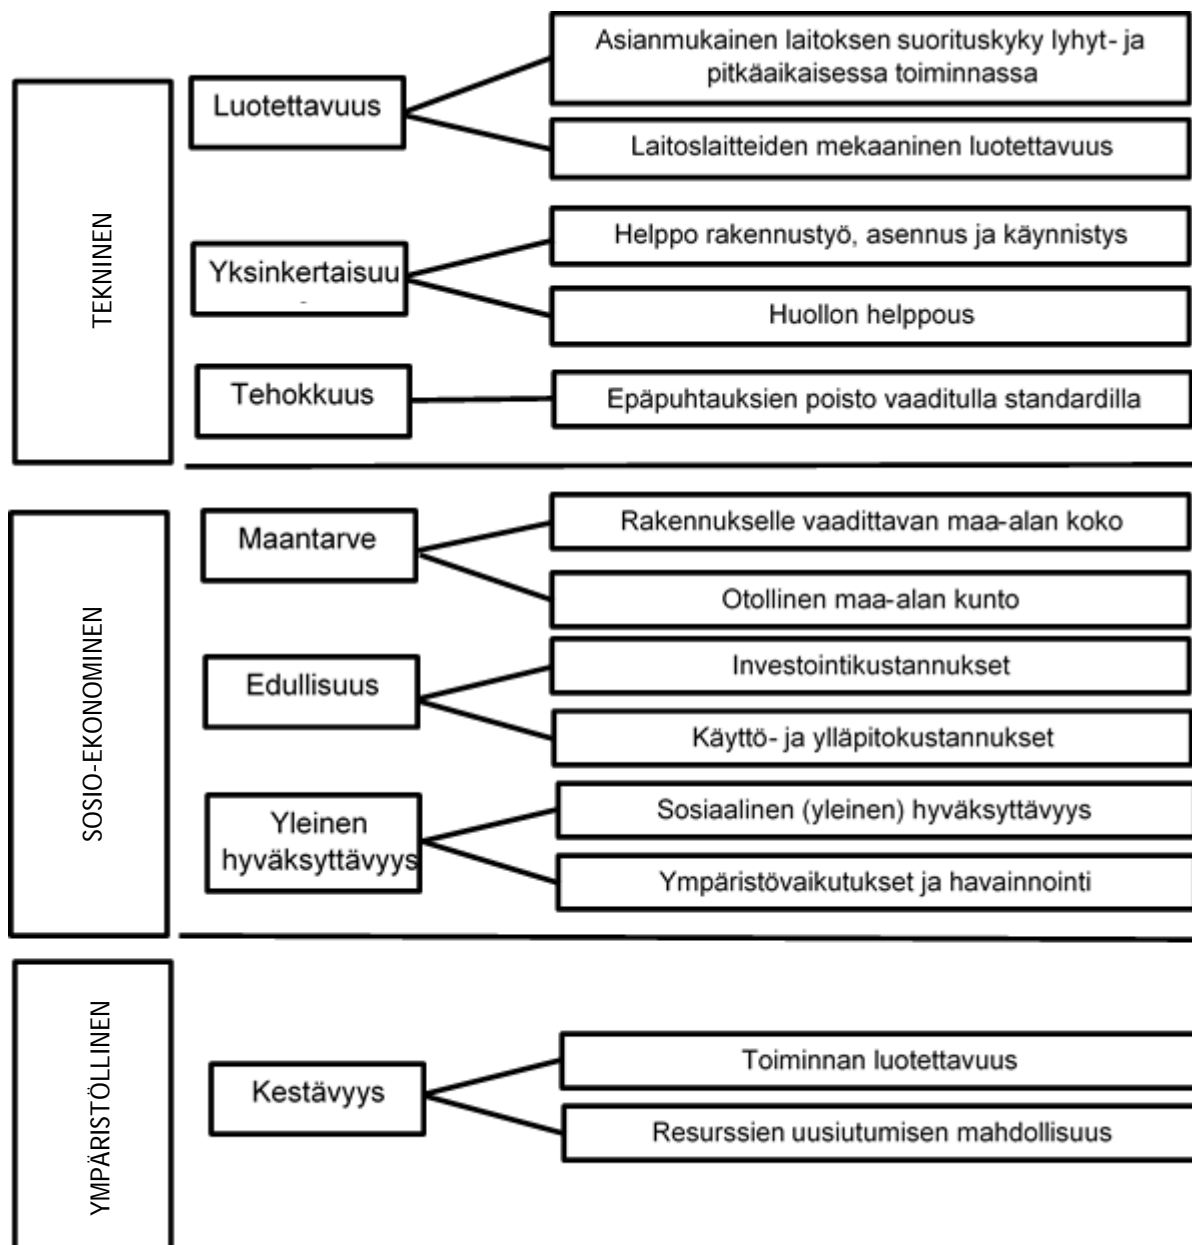 TEKNINEN
Luotettavuus
Asianmukainen laitoksen suorituskyky lyhyt- ja
pitkäaikaisessa toiminnassa
Laitoslaitteiden mekaaninen luotettavuus
Yksinkertaisuu
Helppo rakennustyö, asennus ja käynnistys
Huollon helppous
Tehokkuus
Epäpuhtauksien poisto vaaditulla standardilla
SOSIO-EKONOMINEN
Maantarve
Rakennukselle vaadittavan maa-alan koko
Otollinen maa-alan kunto
Edullisuus
Investointikustannukset
Käyttö- ja ylläpitokustannukset
Yleinen
hyväksyttävyys
Sosiaalinen (yleinen) hyväksyttävyys
Ympäristövaikutukset ja havainnointi
YMPÄRISTÖLLINEN
Kestävyys
Toiminnan luotettavuus
Resurssien uusiutumisen mahdollisuus